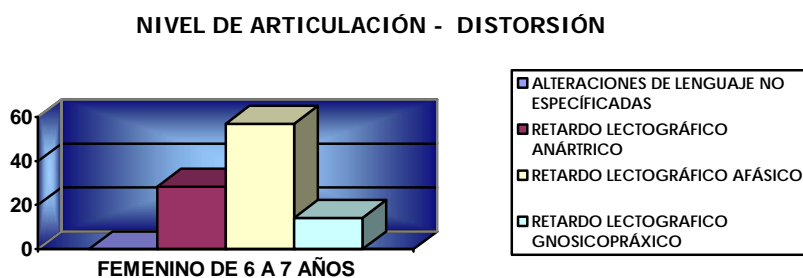 NIVEL DE ARTICULACIÓN - DISTORSIÓN
60
40
20
0
FEMENINO DE 6 A 7 AÑOS
ALTERACIONES DE LENGUAJE NO
ESPECÍFICADAS
RETARDO LECTOGRÁFICO
ANÁRTRICO
RETARDO LECTOGRÁFICO AFÁSICO
RETARDO LECTOGRAFICO
GNOSICOPRÁXICO